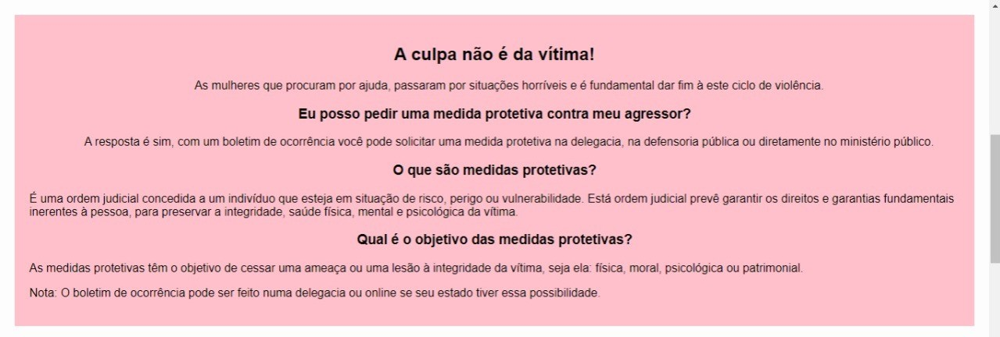 A culpa não é da vítima!
As mulheres que procuram por ajuda, passaram por situações horríveis e é fundamental dar fim à este ciclo de violência.
Eu posso pedir uma medida protetiva contra meu agressor?
A resposta é sim, com um boletim de ocorrência você pode solicitar uma medida protetiva na delegacia, na defensoria pública ou diretamente no ministério público.
O que são medidas protetivas?
É uma ordem judicial concedida a um indivíduo que esteja em situação de risco, perigo ou vulnerabilidade. Está ordem judicial prevê garantir os direitos e garantias fundamentais
inerentes à pessoa, para preservar a integridade, saúde física, mental e psicológica da vítima.
Qual é o objetivo das medidas protetivas?
As medidas protetivas têm o objetivo de cessar uma ameaça ou uma lesão à integridade da vítima, seja ela: física, moral, psicológica ou patrimonial.
Nota: O boletim de ocorrência pode ser feito numa delegacia ou online se seu estado tiver essa possibilidade.